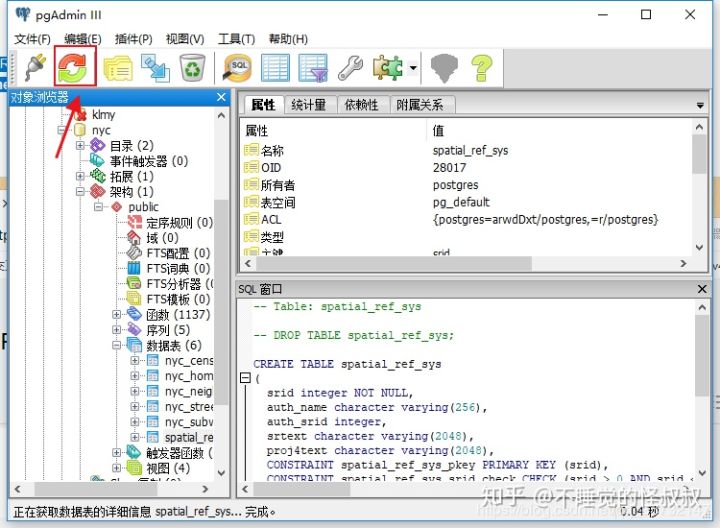 pgAdmin III
文件(F) 编辑(E) 插件(P) 视图(V) 工具(T) 帮助(H)
SQL
对象浏览器
klmy
nyc
目录 (2)
事件触发器 (0)
拓展 (1)
架构 (1)
public
定序规则 (0)
域 (0)
FTS配置 (0)
FTS词典 (0)
FTS分析器 (0)
FTS模板 (0)
函数 (1137)
序列 (5)
数据表 (6)
nyc_cens
nyc_hom
nyc_neig
nyc_stree
nyc_subw
spatial_re
触发器函数 (
视图 (4)
属性 统计量 依赖性 附属关系
属性 值
名称 spatial_ref_sys
OID 28017
所有者 postgres
表空间 pg_default
ACL {postgres=arwdDxt/postgres,=r/postgres}
类型
主键 srid
SQL 窗口
-- Table: spatial_ref_sys
-- DROP TABLE spatial_ref_sys;
CREATE TABLE spatial_ref_sys
(
srid integer NOT NULL,
auth_name character varying(256),
auth_srid integer,
srtext character varying(2048),
proj4text character varying(2048),
CONSTRAINT spatial_ref_sys_pkey PRIMARY KEY (srid),
CONSTRAINT spatial_ref_sys_srid_check CHECK (srid > 0 AND srid <
知乎 @不睡觉的怪叔叔
正在获取数据表的详细信息 spatial_ref_sys... 完成。
0.04 秒